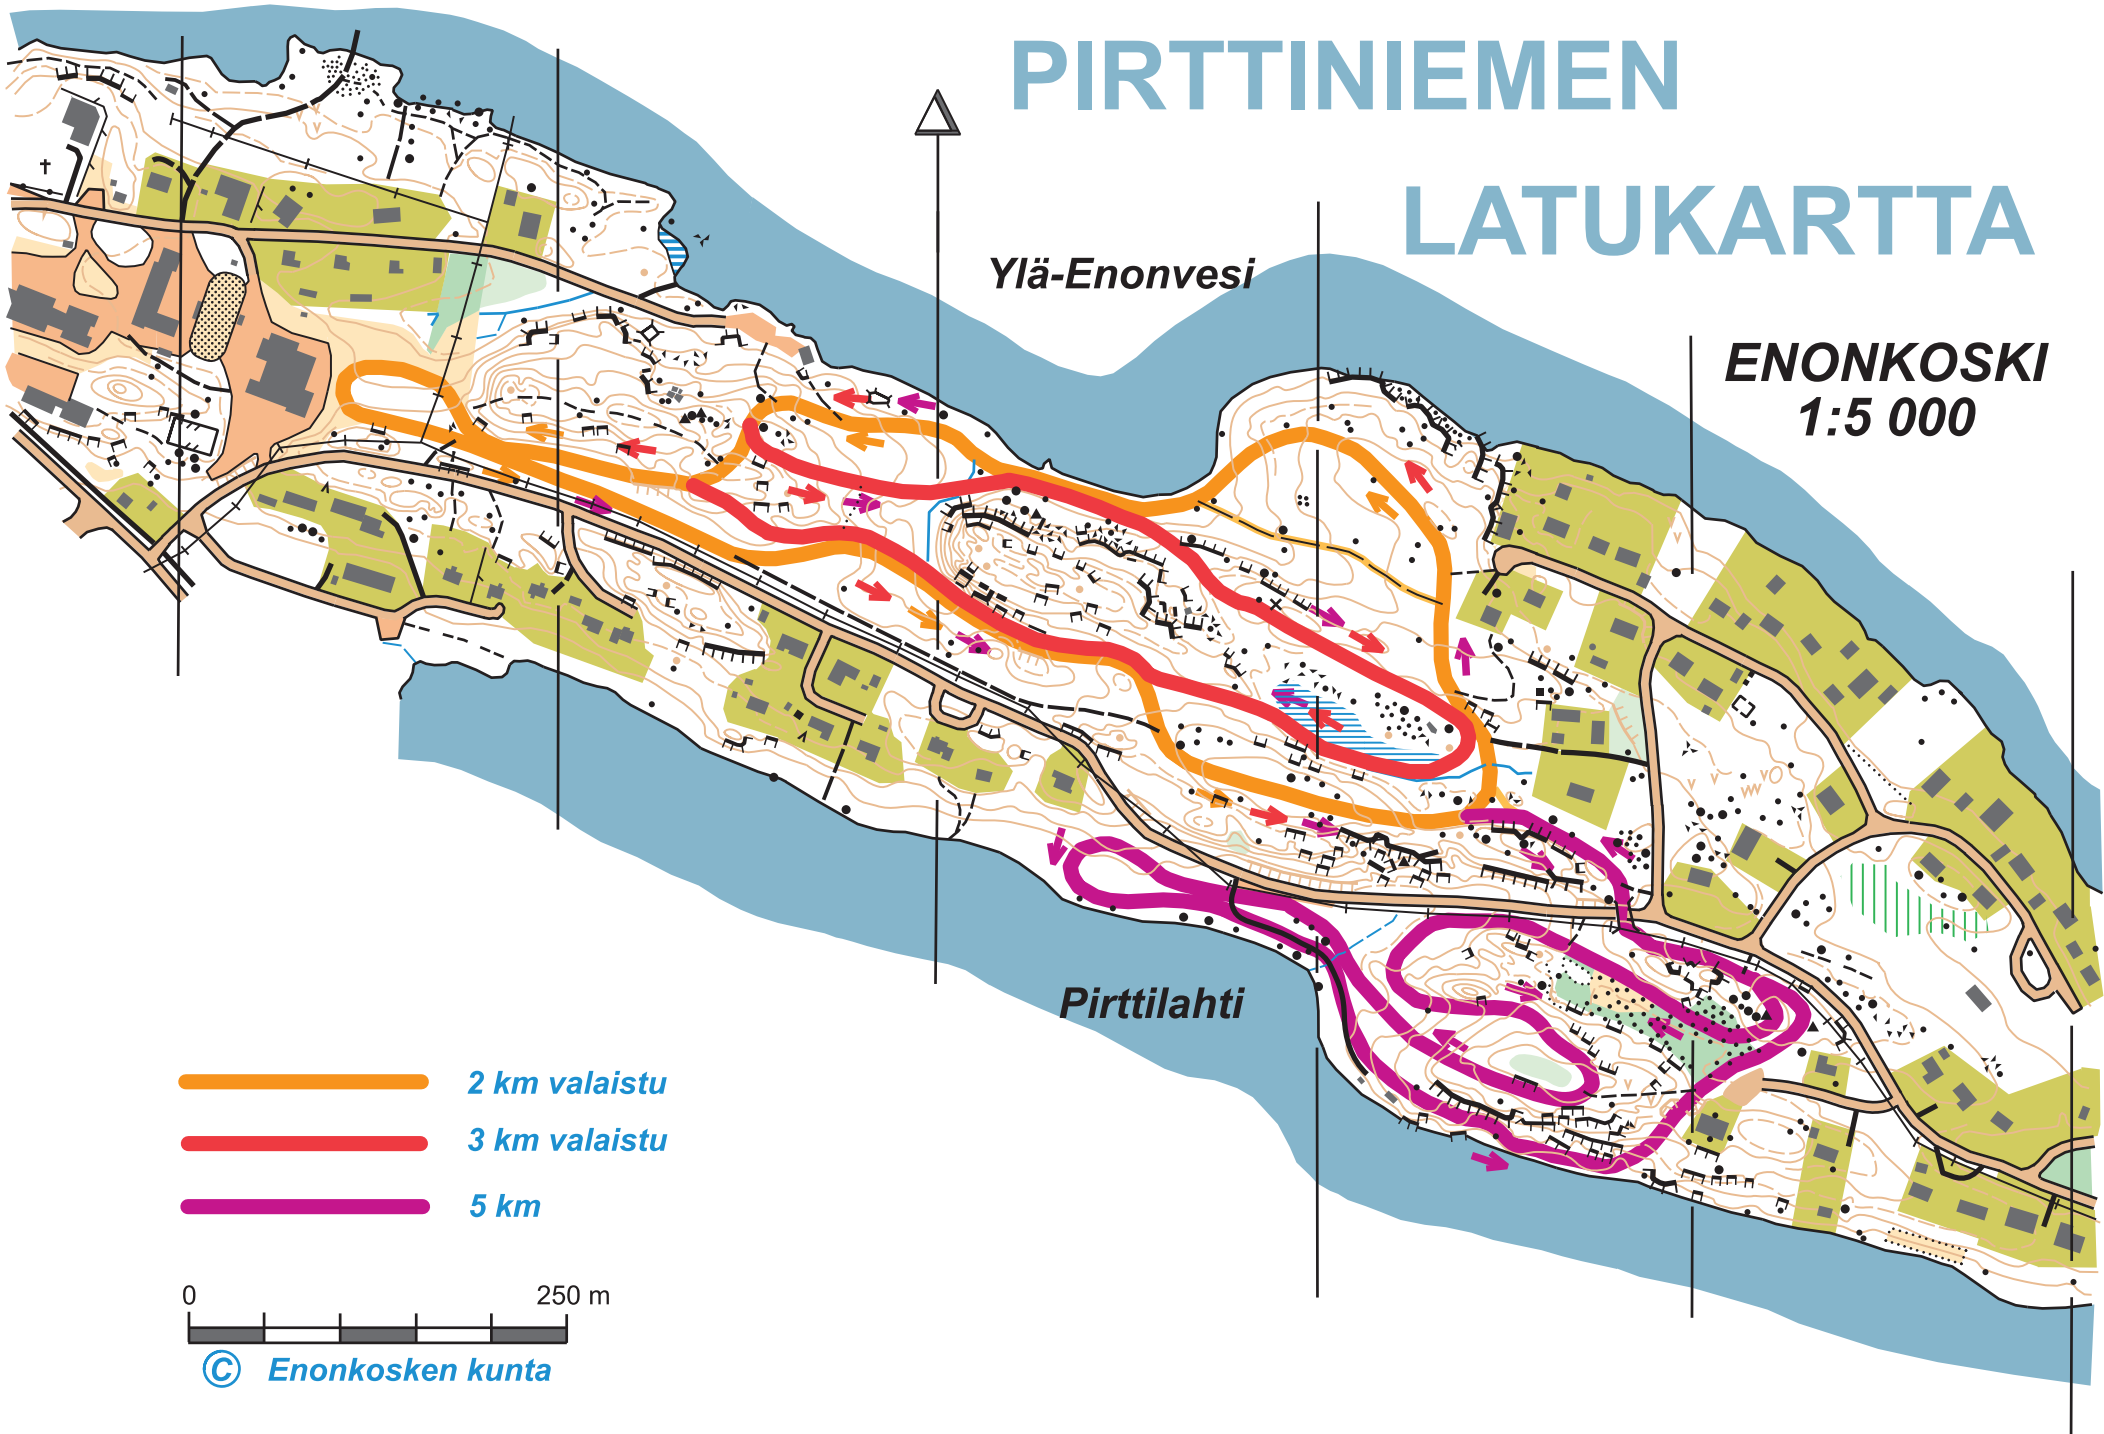 PIRTTINIEMEN
LATUKARTTA
Ylä-Enonvesi
ENONKOSKI
1:5 000
Pirttilahti
2 km valaistu
3 km valaistu
5 km
0 250 m
© Enonkosken kunta